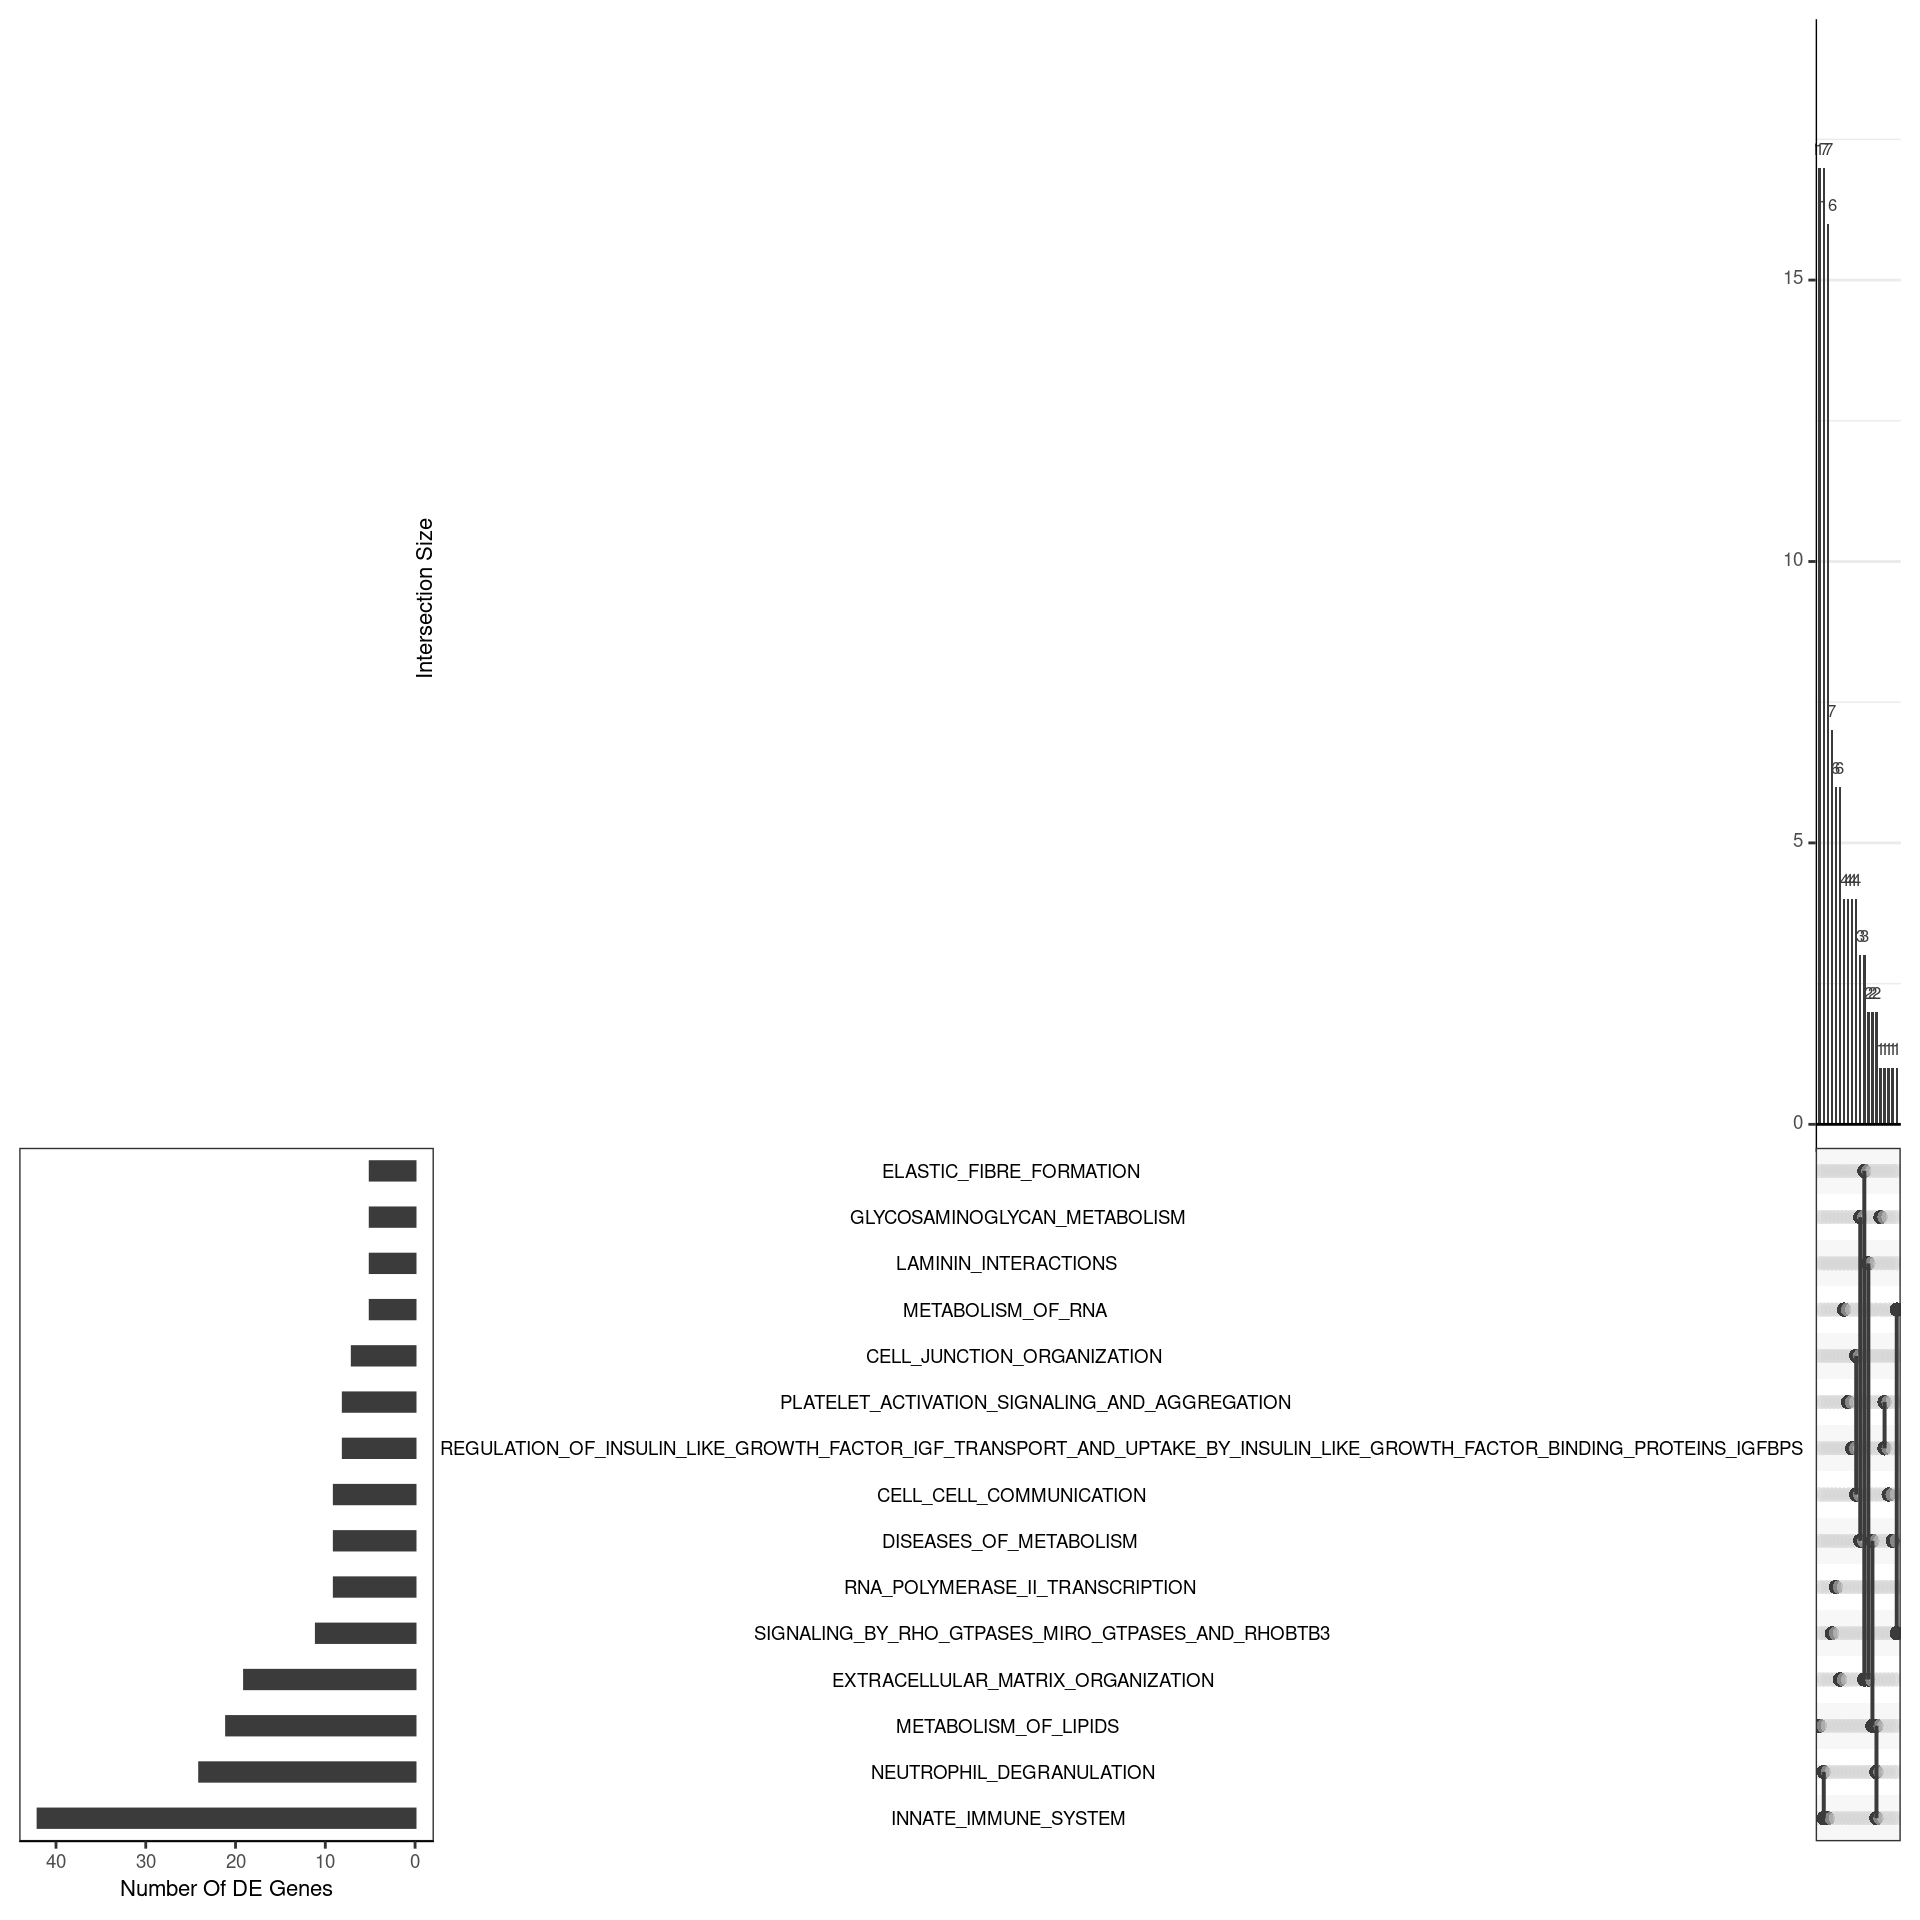 17
6
15
10
Intersection Size
7
6
5
4
3
2
1
0
ELASTIC_FIBRE_FORMATION
GLYCOSAMINOGLYCAN_METABOLISM
LAMININ_INTERACTIONS
METABOLISM_OF_RNA
CELL_JUNCTION_ORGANIZATION
PLATELET_ACTIVATION_SIGNALING_AND_AGGREGATION
REGULATION_OF_INSULIN_LIKE_GROWTH_FACTOR_IGF_TRANSPORT_AND_UPTAKE_BY_INSULIN_LIKE_GROWTH_FACTOR_BINDING_PROTEINS_IGFBPS
CELL_CELL_COMMUNICATION
DISEASES_OF_METABOLISM
RNA_POLYMERASE_II_TRANSCRIPTION
SIGNALING_BY_RHO_GTPASES_MIRO_GTPASES_AND_RHOBTB3
EXTRACELLULAR_MATRIX_ORGANIZATION
METABOLISM_OF_LIPIDS
NEUTROPHIL_DEGRANULATION
INNATE_IMMUNE_SYSTEM
40 30 20 10 0
Number Of DE Genes